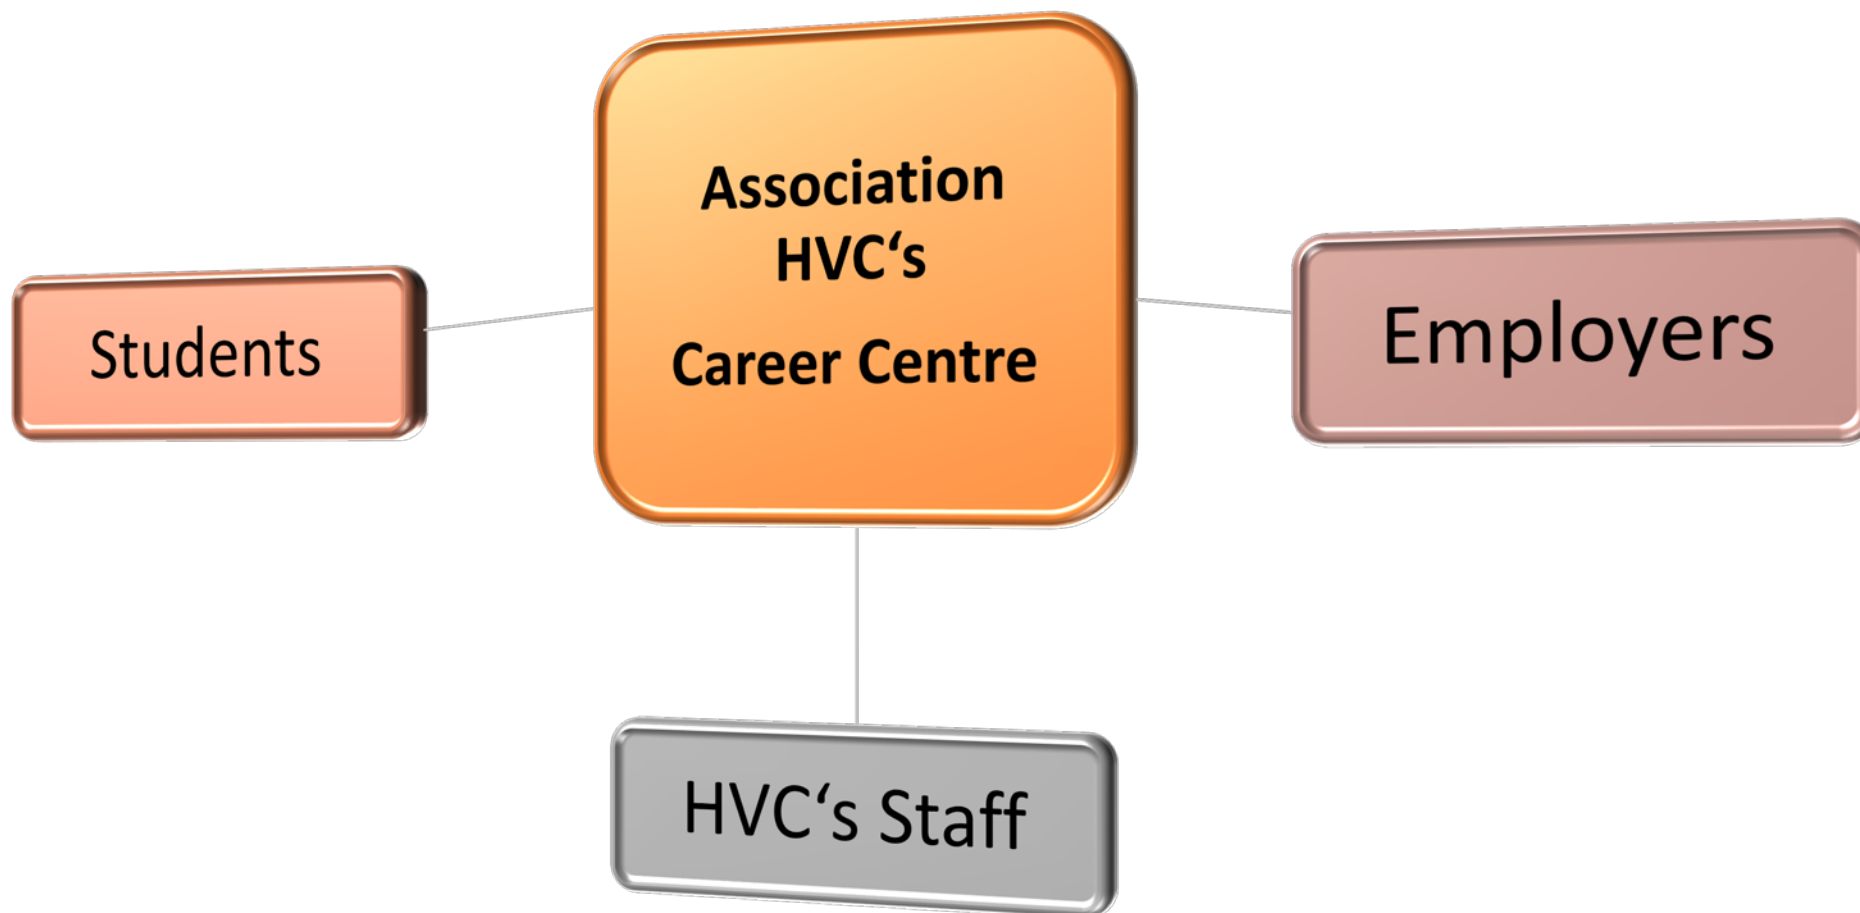 Association
HVC‘s
Career Centre
Students
Employers
HVC‘s Staff